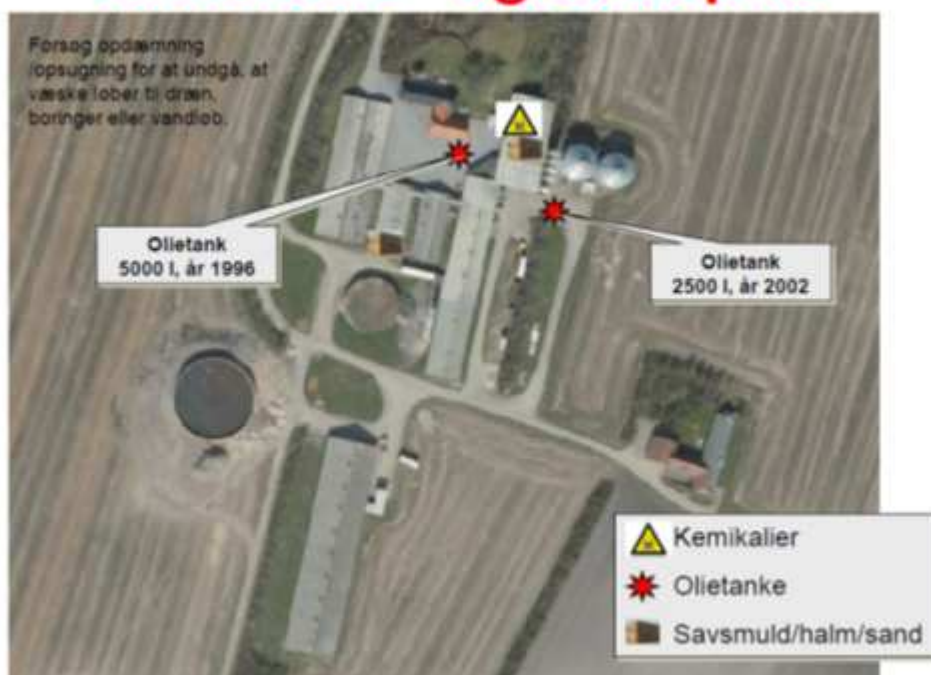 Forsøg opdæmning
/opsugning for at undgå, at
væske løber til dræn,
boringer eller vandløb.
Olietank
5000 l, år 1996
Olietank
2500 l, år 2002
Kemikalier
Olietanke
Savsmuld/halm/sand